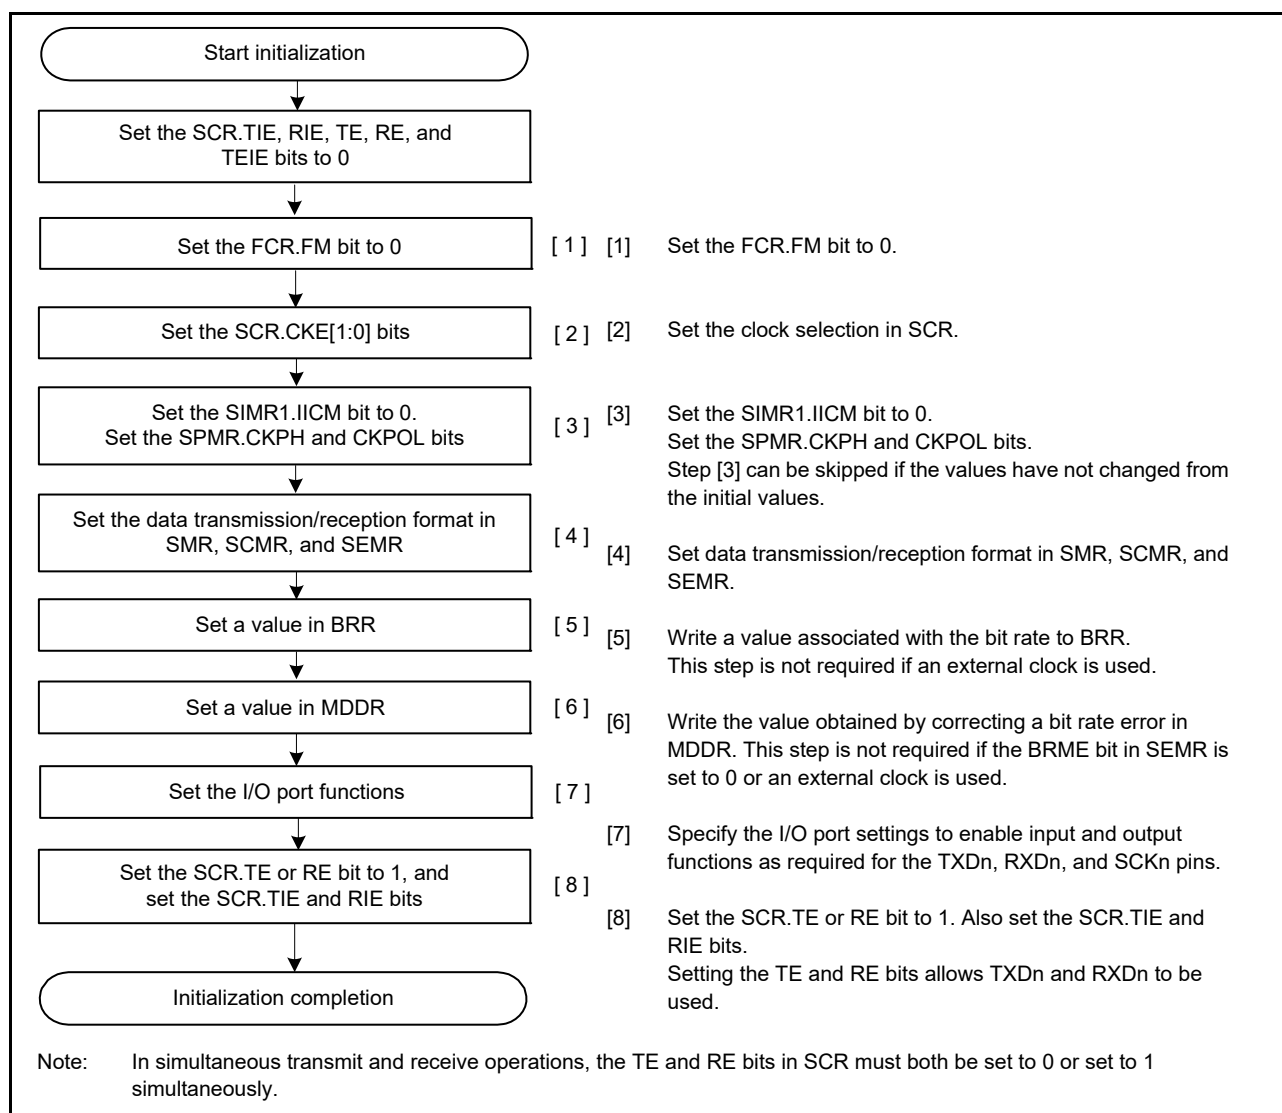 Start initialization
Set the SCR.TIE, RIE, TE, RE, and
TEIE bits to 0
Set the FCR.FM bit to 0
[ 1 ]
[1] Set the FCR.FM bit to 0.
Set the SCR.CKE[1:0] bits
[ 2 ]
[2] Set the clock selection in SCR.
Set the SIMR1.IICM bit to 0.
Set the SPMR.CKPH and CKPOL bits
[ 3 ]
[3] Set the SIMR1.IICM bit to 0.
Set the SPMR.CKPH and CKPOL bits.
Step [3] can be skipped if the values have not changed from
the initial values.
Set the data transmission/reception format in
SMR, SCMR, and SEMR
[ 4 ]
[4] Set data transmission/reception format in SMR, SCMR, and
SEMR.
Set a value in BRR
[ 5 ]
[5] Write a value associated with the bit rate to BRR.
This step is not required if an external clock is used.
Set a value in MDDR
[ 6 ]
[6] Write the value obtained by correcting a bit rate error in
MDDR. This step is not required if the BRME bit in SEMR is
set to 0 or an external clock is used.
Set the I/O port functions
[ 7 ]
[7] Specify the I/O port settings to enable input and output
functions as required for the TXDn, RXDn, and SCKn pins.
Set the SCR.TE or RE bit to 1, and
set the SCR.TIE and RIE bits
[ 8 ]
[8] Set the SCR.TE or RE bit to 1. Also set the SCR.TIE and
RIE bits.
Setting the TE and RE bits allows TXDn and RXDn to be
used.
Initialization completion
Note: In simultaneous transmit and receive operations, the TE and RE bits in SCR must both be set to 0 or set to 1
simultaneously.